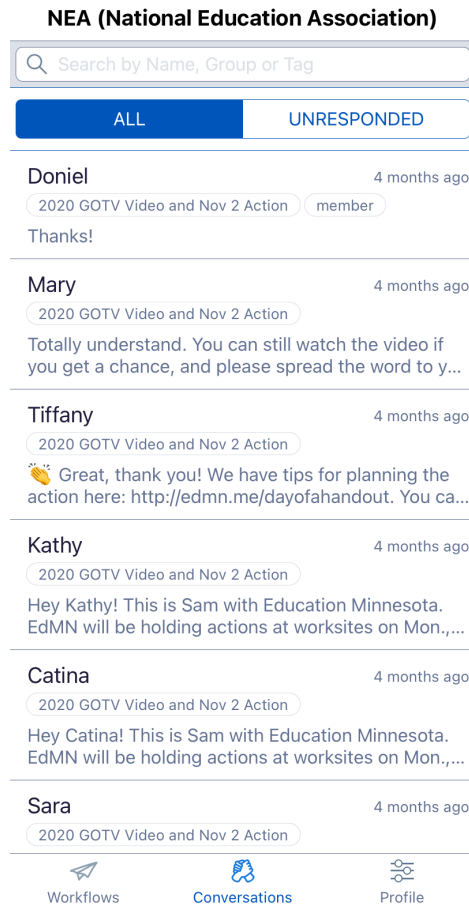 NEA (National Education Association)
Search by Name, Group or Tag
ALL
UNRESPONDED
Doniel
4 months ago
2020 GOTV Video and Nov 2 Action
member
Thanks!
Mary
4 months ago
2020 GOTV Video and Nov 2 Action
Totally understand. You can still watch the video if
you get a chance, and please spread the word to y...
Tiffany
4 months ago
2020 GOTV Video and Nov 2 Action
👏 Great, thank you! We have tips for planning the
action here: http://edmn.me/dayofahandout. You ca...
Kathy
4 months ago
2020 GOTV Video and Nov 2 Action
Hey Kathy! This is Sam with Education Minnesota.
EdMN will be holding actions at worksites on Mon.,...
Catina
4 months ago
2020 GOTV Video and Nov 2 Action
Hey Catina! This is Sam with Education Minnesota.
EdMN will be holding actions at worksites on Mon.,...
Sara
4 months ago
2020 GOTV Video and Nov 2 Action
Workflows
Conversations
Profile